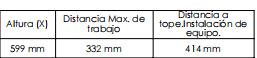 Altura (X)
Distancia Max. de
trabajo
Distancia a
tope.Instalación de
equipo.
599 mm
332 mm
414 mm